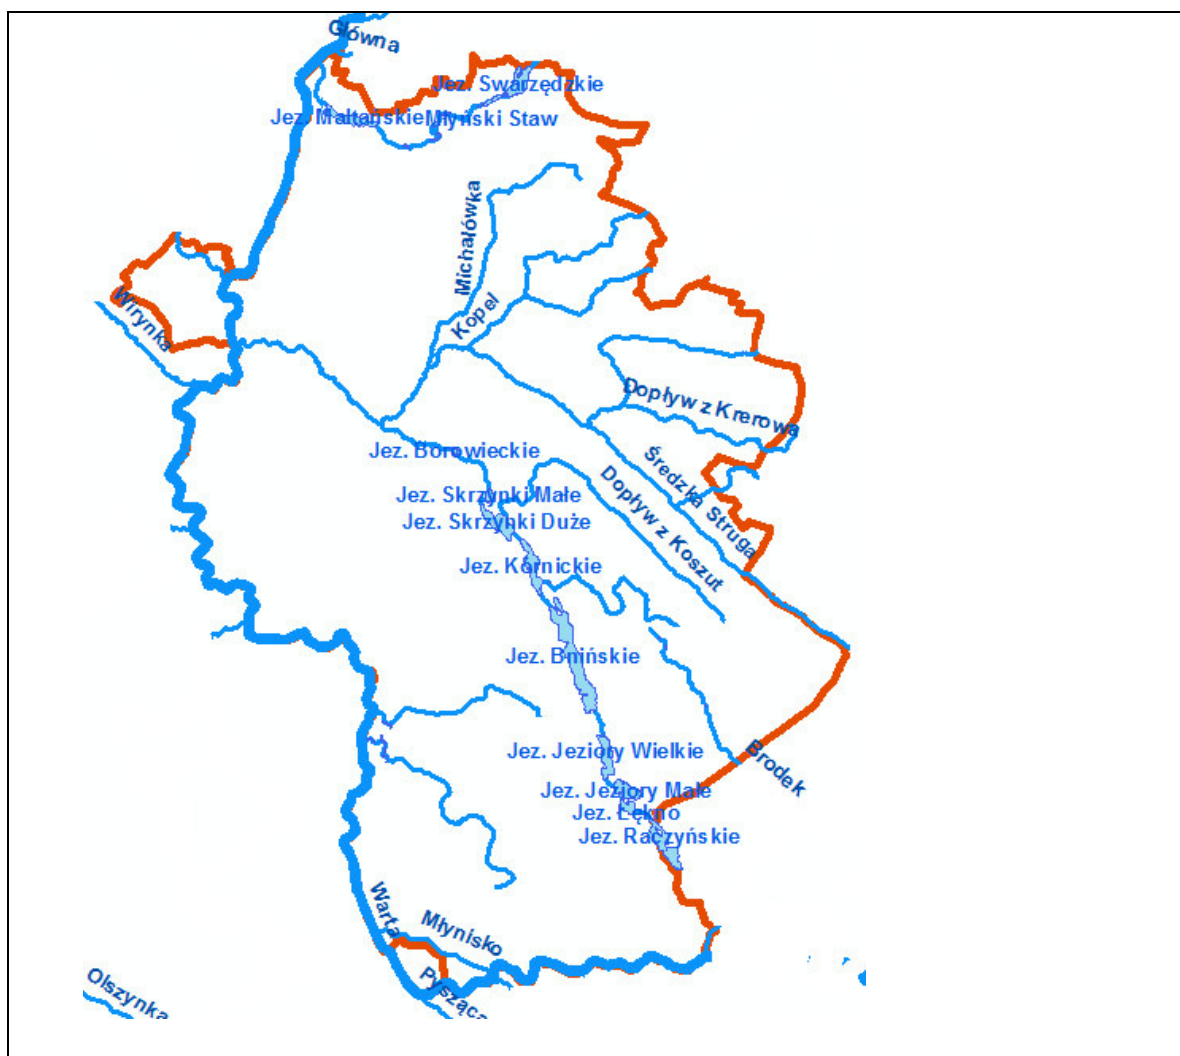 Główna
Jez. Swarzędzkie
Jez. Maltańskie
Młyński Staw
Michałówka
Kopel
Wirynka
Dopływ z Krerowa
Jez. Borowieckie
Średzka Struga
Dopływ z Koszut
Jez. Skrzynki Małe
Jez. Skrzynki Duże
Jez. Kórnickie
Jez. Bnińskie
Jez. Jeziory Wielkie
Brodek
Jez. Jeziory Małe
Jez. Łękno
Jez. Raczyńskie
Warta
Młynisko
Pysząca
Olszynka